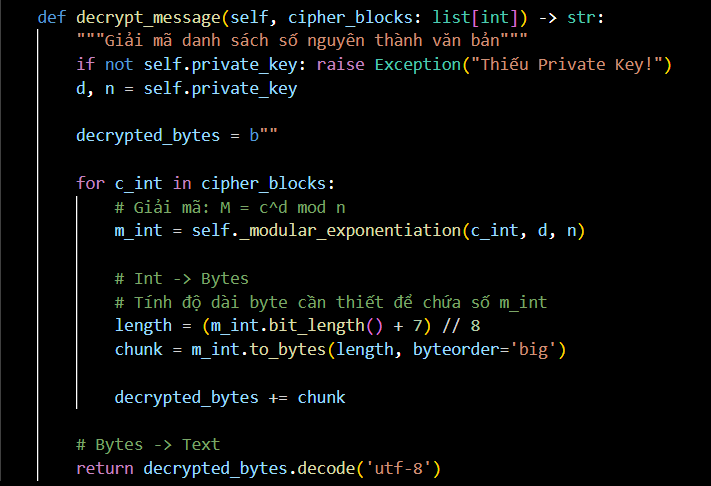 def decrypt_message(self, cipher_blocks: list[int]) -> str:
"""Giải mã danh sách số nguyên thành văn bản"""
if not self.private_key: raise Exception("Thiếu Private Key!")
d, n = self.private_key
decrypted_bytes = b""
for c_int in cipher_blocks:
# Giải mã: M = c^d mod n
m_int = self._modular_exponentiation(c_int, d, n)
# Int -> Bytes
# Tính độ dài byte cần thiết để chứa số m_int
length = (m_int.bit_length() + 7) // 8
chunk = m_int.to_bytes(length, byteorder='big')
decrypted_bytes += chunk
# Bytes -> Text
return decrypted_bytes.decode('utf-8')